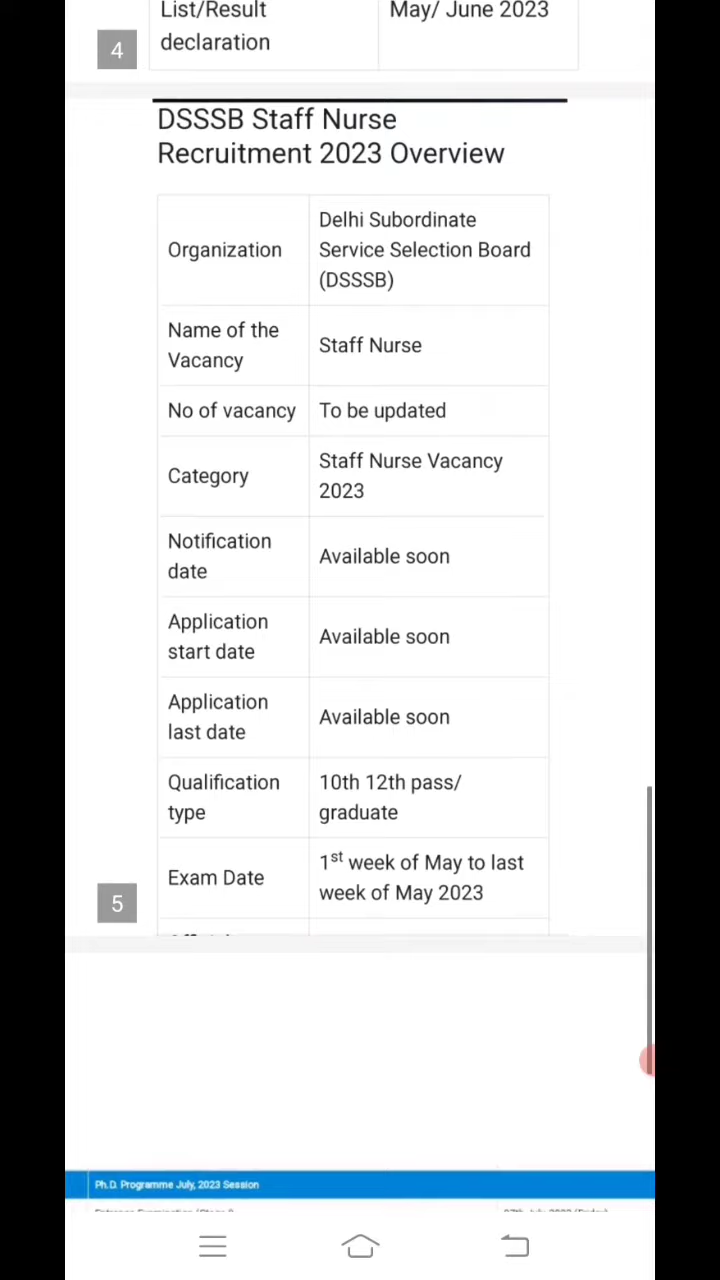 List/Result
declaration
May/ June 2023
4
DSSSB Staff Nurse
Recruitment 2023 Overview
Organization
Delhi Subordinate
Service Selection Board
(DSSSB)
Name of the
Vacancy
Staff Nurse
No of vacancy
To be updated
Category
Staff Nurse Vacancy
2023
Notification
date
Available soon
Application
start date
Available soon
Application
last date
Available soon
Qualification
type
10th 12th pass/
graduate
Exam Date
1st week of May to last
week of May 2023
5
Ph.D. Programme July, 2023 Session